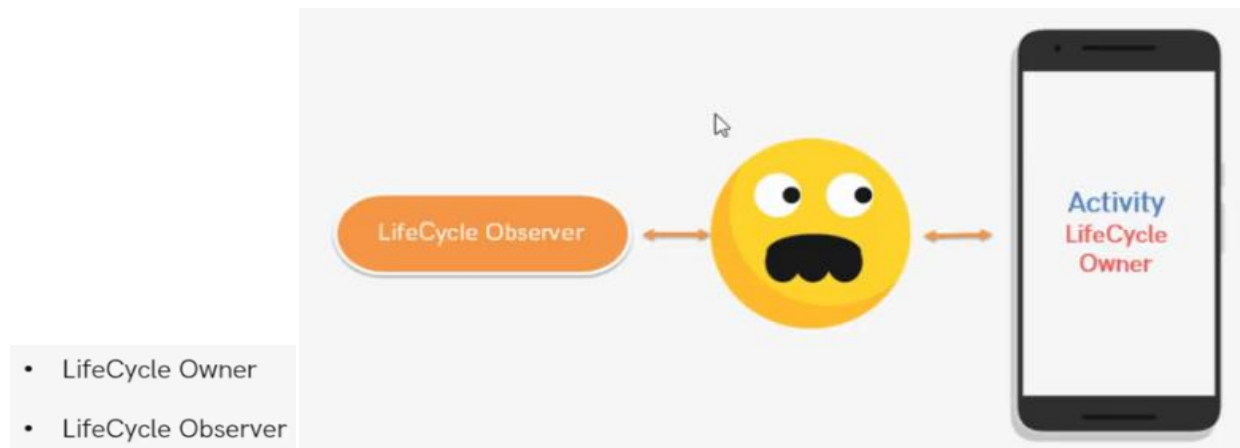 • LifeCycle Owner
• LifeCycle Observer
LifeCycle Observer
Activity
LifeCycle
Owner